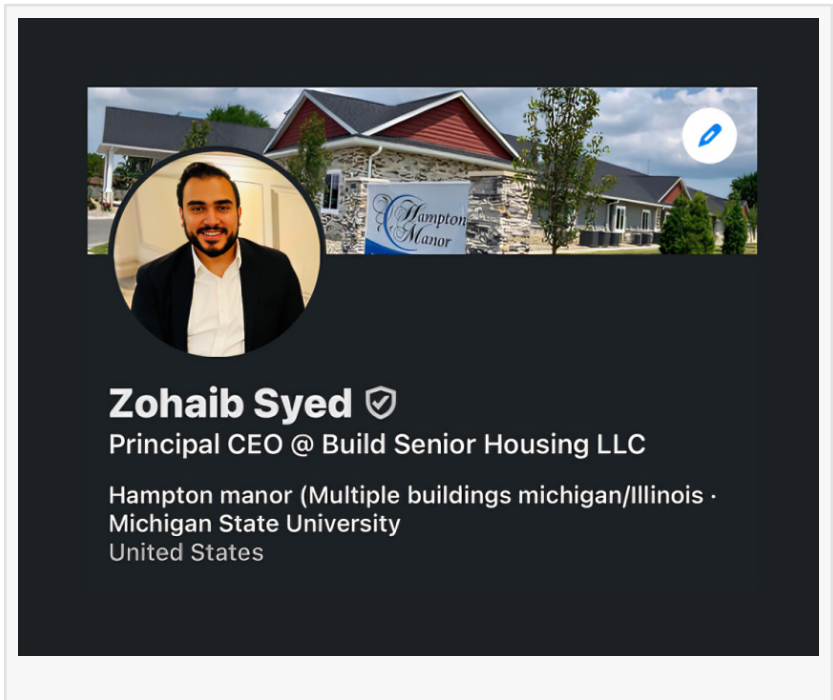 Hampton
Manor
Zohaib Syed
Principal CEO @ Build Senior Housing LLC
Hampton manor (Multiple buildings michigan/Illinois ·
Michigan State University
United States